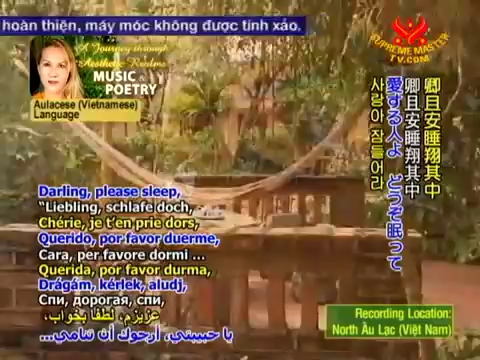 hoàn thiện, máy móc không được tinh xảo.
SUPREME MASTER
TV.COM
A Journey through
Aesthetic Realms
MUSIC &
POETRY
Aulacese (Vietnamese)
Language
卿且安睡翔其中
卿且安睡翔其中
愛する人よ どうぞ眠って
사랑아 잠들어라
Darling, please sleep,
“Liebling, schlafe doch,
Chérie, je t'en prie dors,
Querido, por favor duerme,
Cara, per favore dormi ...
Querida, por favor durma,
Drágám, kérlek, aludj,
Спи, дорогая, спи,
عزيزم، لطفا بخواب،
يا حبيبتي، أرجوك أن تنامي...
Recording Location:
North Âu Lạc (Việt Nam)